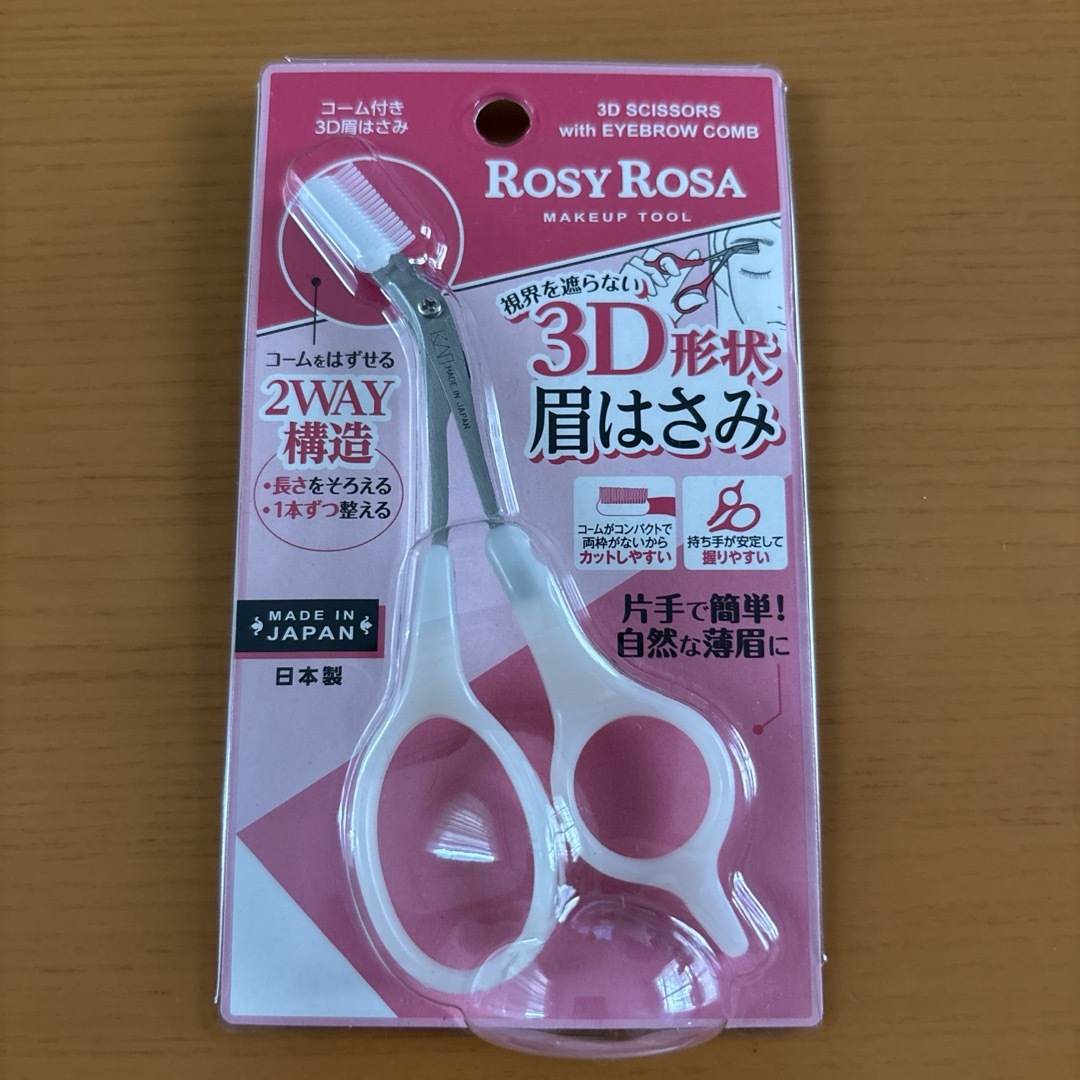 コーム付き
3D眉はさみ
3D SCISSORS
with EYEBROW COMB
ROSY ROSA
MAKEUP TOOL
視界を遮らない
3D形状
眉はさみ
コームをはずせる
2WAY
構造
・長さをそろえる
・1本ずつ整える
KAI
MADE IN JAPAN
コームがコンパクトで
両枠がないから
カットしやすい
持ち手が安定して
握りやすい
片手で簡単!
自然な薄眉に
MADE IN
JAPAN
日本製